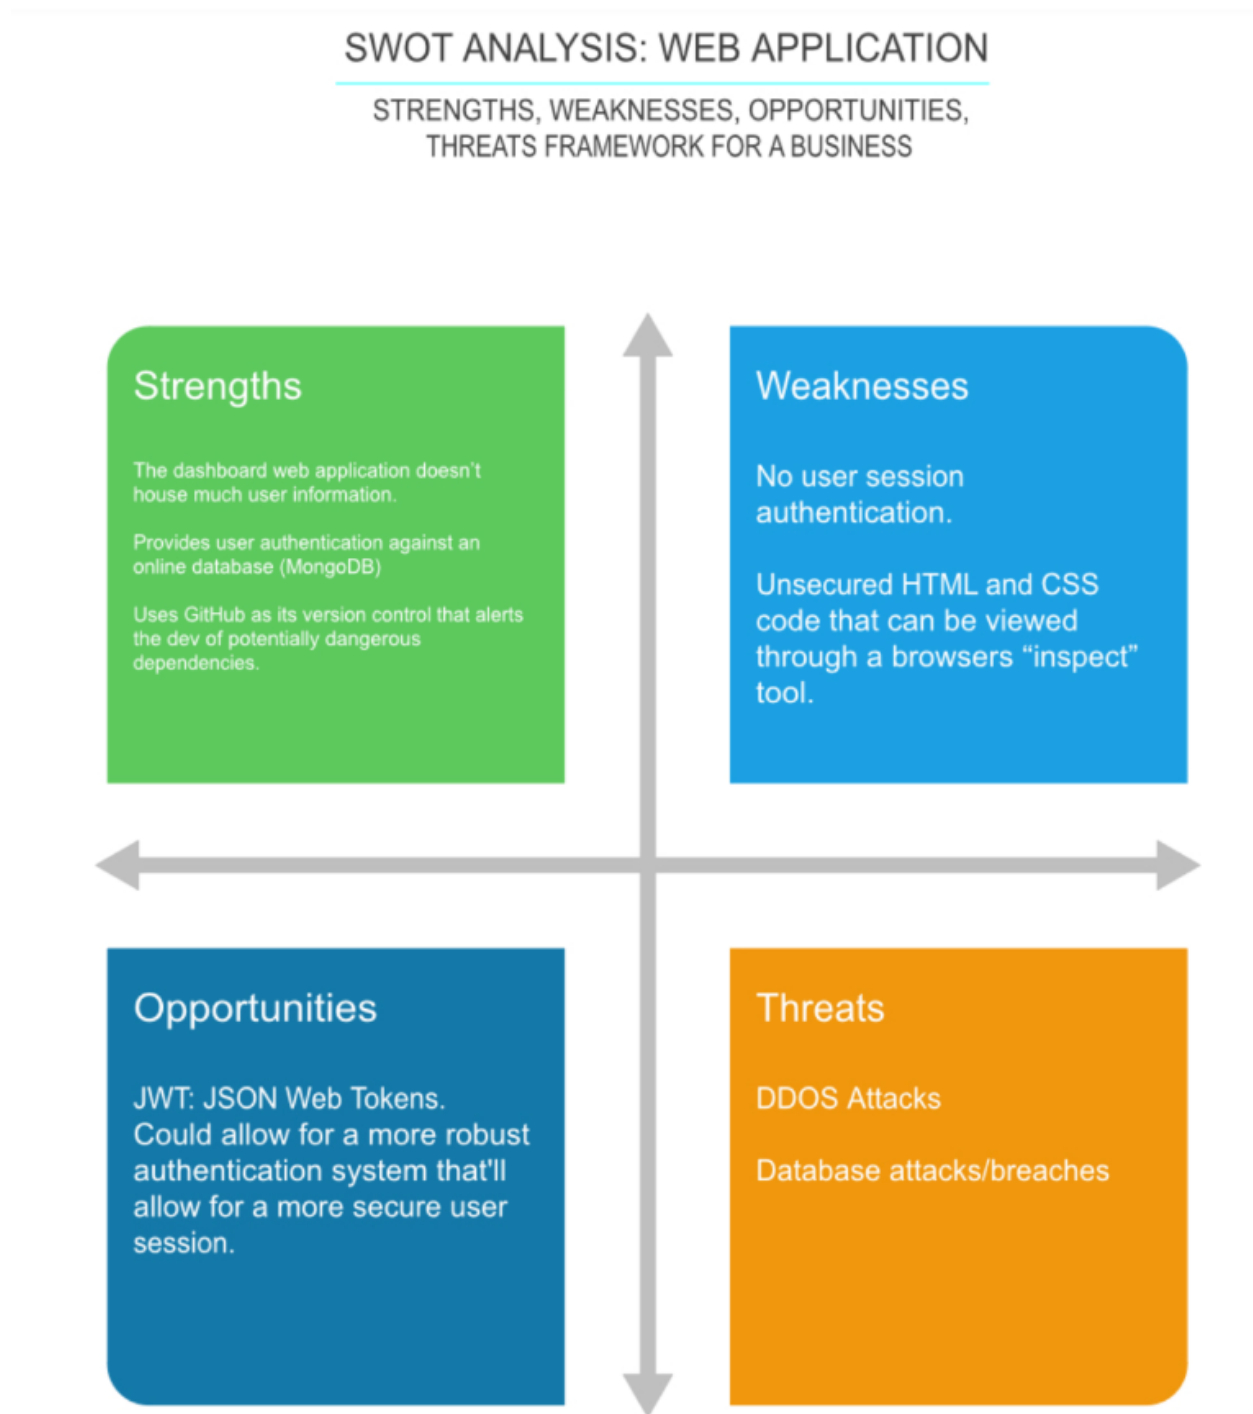 SWOT ANALYSIS: WEB APPLICATION
STRENGTHS, WEAKNESSES, OPPORTUNITIES,
THREATS FRAMEWORK FOR A BUSINESS
Strengths
The dashboard web application doesn't
house much user information.
Provides user authentication against an
online database (MongoDB)
Uses GitHub as its version control that alerts
the dev of potentially dangerous
dependencies.
Weaknesses
No user session
authentication.
Unsecured HTML and CSS
code that can be viewed
through a browsers “inspect”
tool.
Opportunities
JWT: JSON Web Tokens.
Could allow for a more robust
authentication system that'll
allow for a more secure user
session.
Threats
DDOS Attacks
Database attacks/breaches